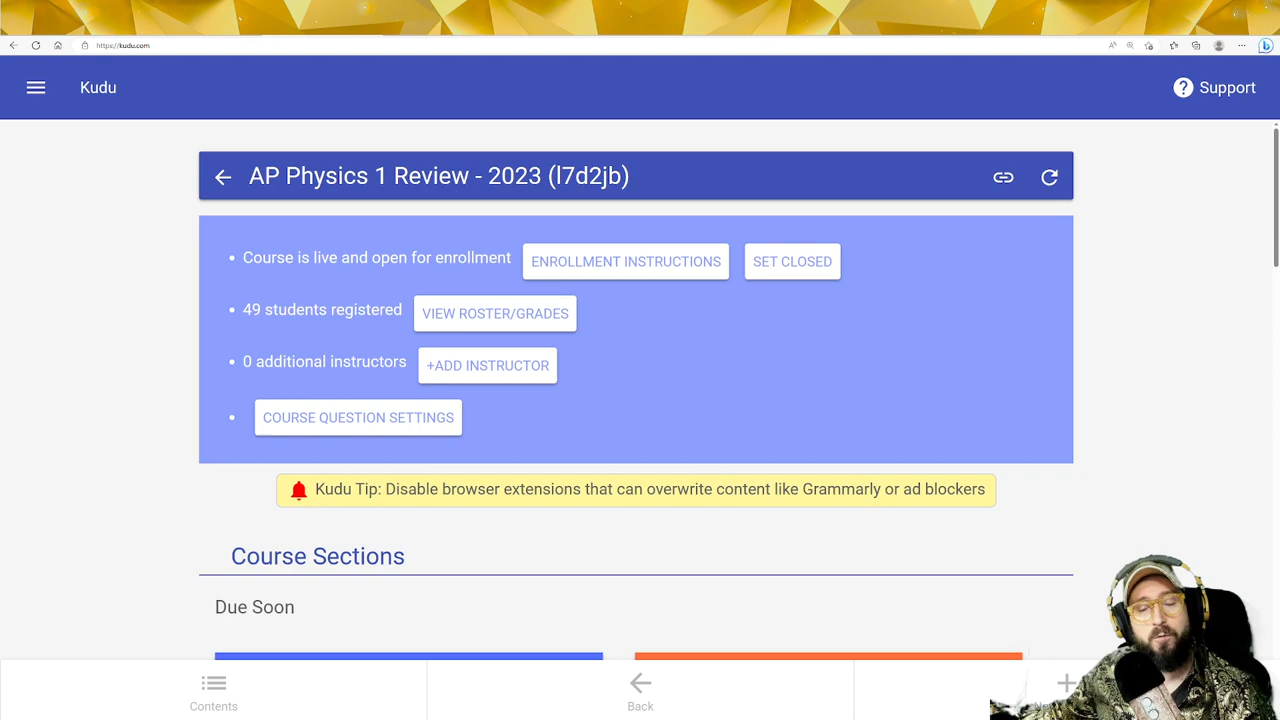 https://kudu.com
Kudu
Support
AP Physics 1 Review - 2023 (l7d2jb)
Course is live and open for enrollment ENROLLMENT INSTRUCTIONS SET CLOSED
49 students registered VIEW ROSTER/GRADES
0 additional instructors +ADD INSTRUCTOR
COURSE QUESTION SETTINGS
Kudu Tip: Disable browser extensions that can overwrite content like Grammarly or ad blockers
Course Sections
Due Soon
Contents
Back